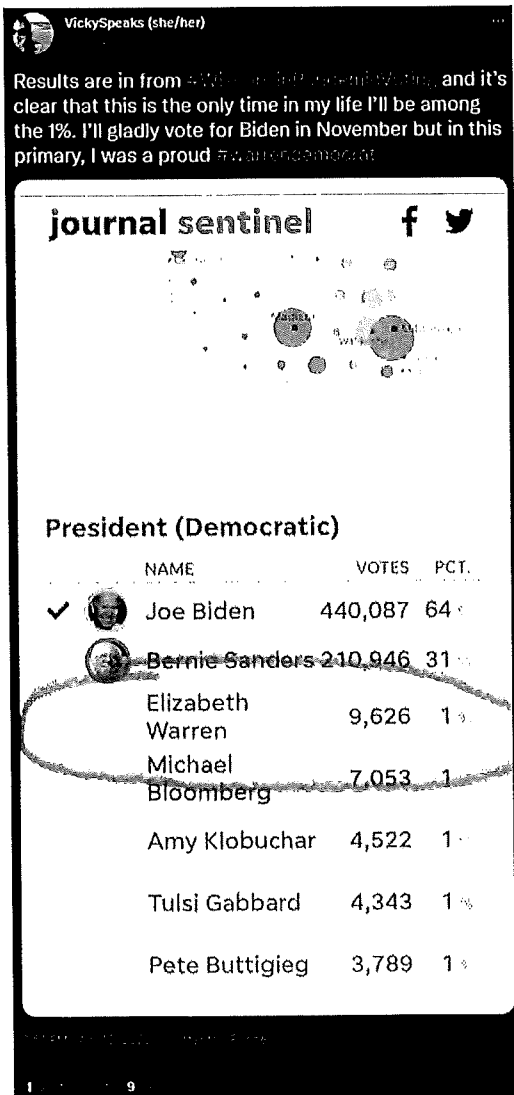 VickySpeaks (she/her)
Results are in from and it's
clear that this is the only time in my life I'll be among
the 1%. I'll gladly vote for Biden in November but in this
primary, I was a proud #warrendemocrat
journal sentinel
President (Democratic)
NAME VOTES PCT.
Joe Biden 440,087 64
Bernie Sanders 210,946 31
Elizabeth
Warren 9,626 1 %
Michael
Bloomberg 7,053 1
Amy Klobuchar 4,522 1
Tulsi Gabbard 4,343 1 %
Pete Buttigieg 3,789 1
1 9